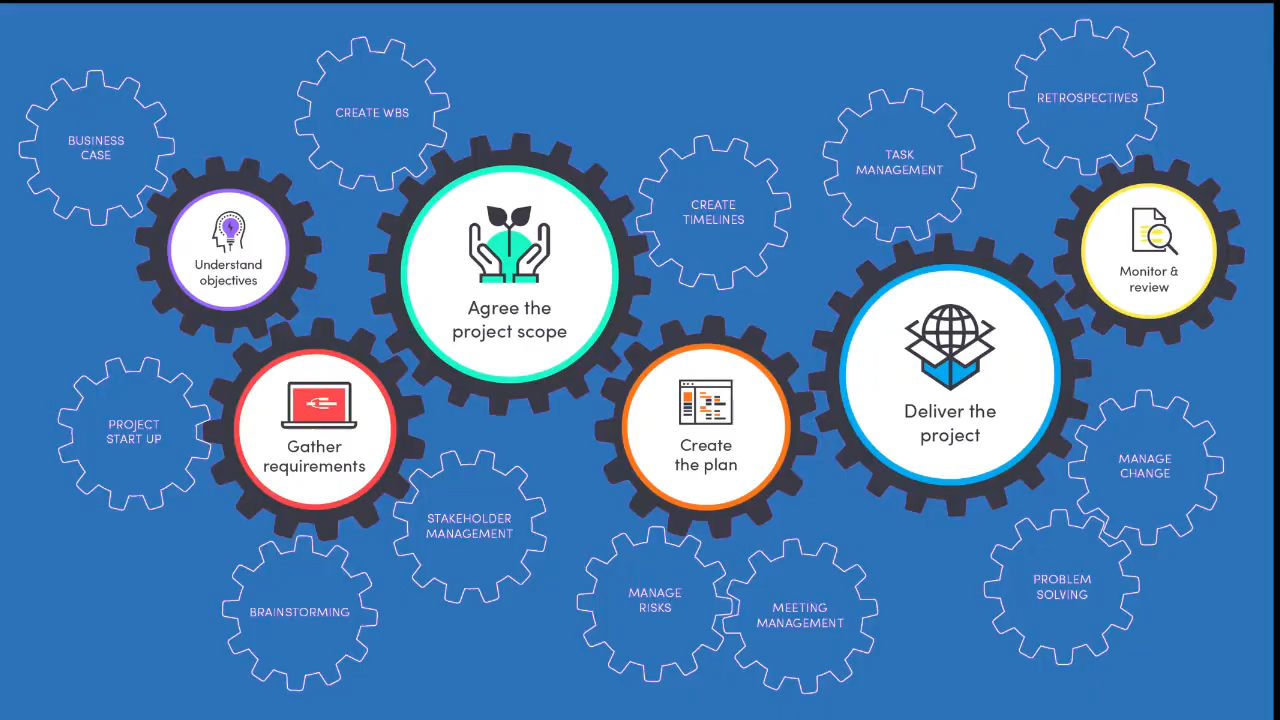 BUSINESS
CASE
CREATE WBS
RETROSPECTIVES
TASK
MANAGEMENT
CREATE
TIMELINES
Understand
objectives
Agree the
project scope
Monitor &
review
PROJECT
START UP
Gather
requirements
Create
the plan
Deliver the
project
MANAGE
CHANGE
STAKEHOLDER
MANAGEMENT
BRAINSTORMING
MANAGE
RISKS
MEETING
MANAGEMENT
PROBLEM
SOLVING